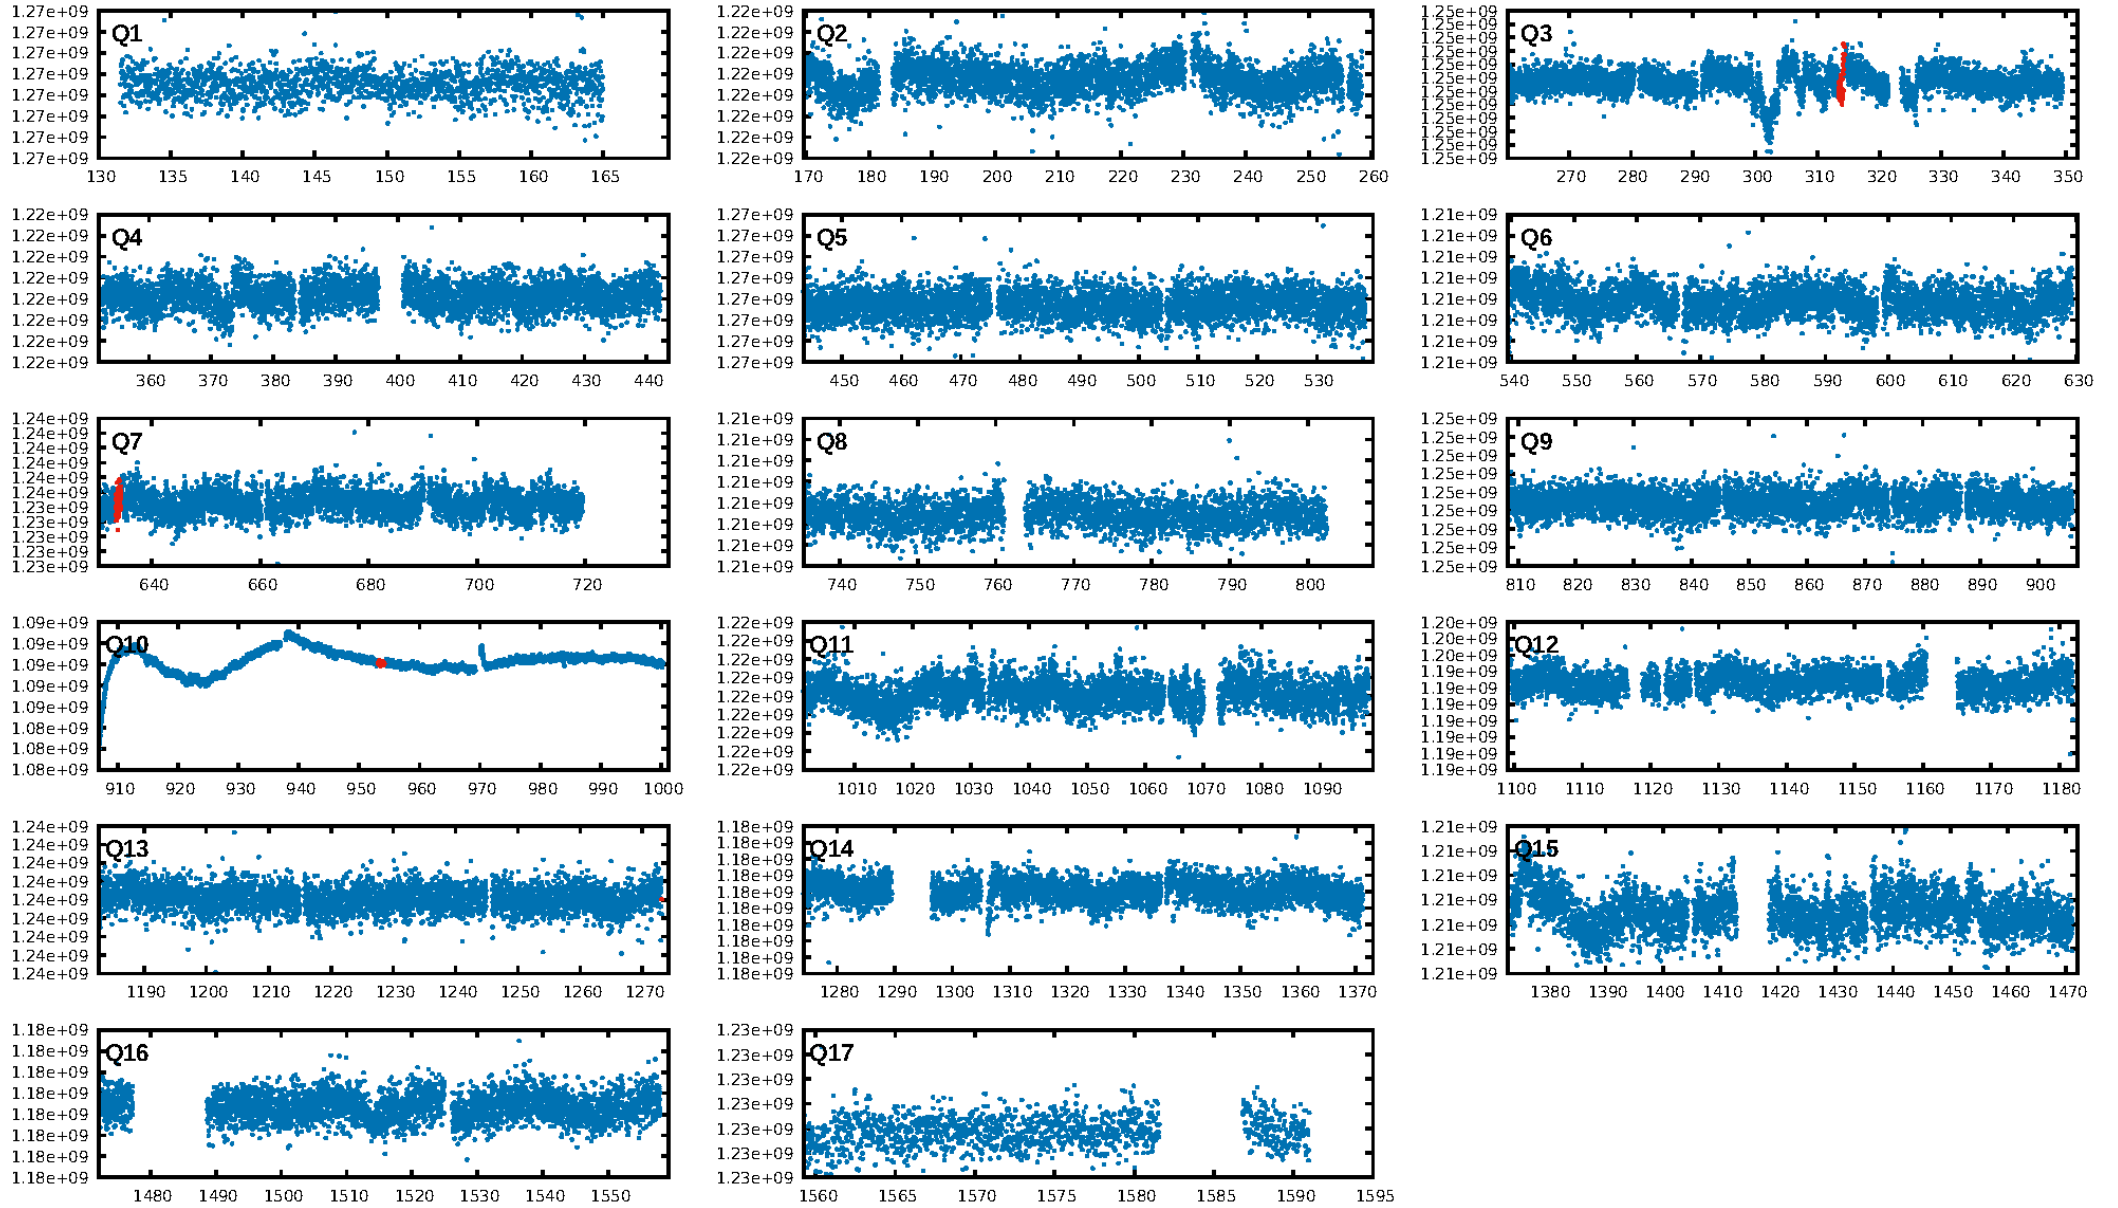 Q1
1.27e+09
1.27e+09
1.27e+09
1.27e+09
1.27e+09
1.27e+09
1.27e+09
1.27e+09
130 135 140 145 150 155 160 165
Q2
1.22e+09
1.22e+09
1.22e+09
1.22e+09
1.22e+09
1.22e+09
1.22e+09
1.22e+09
170 180 190 200 210 220 230 240 250 260
Q3
1.25e+09
1.25e+09
1.25e+09
1.25e+09
1.25e+09
1.25e+09
1.25e+09
1.25e+09
1.25e+09
1.25e+09
1.25e+09
1.25e+09
270 280 290 300 310 320 330 340 350
Q4
1.22e+09
1.22e+09
1.22e+09
1.22e+09
1.22e+09
1.22e+09
1.22e+09
1.22e+09
360 370 380 390 400 410 420 430 440
Q5
1.27e+09
1.27e+09
1.27e+09
1.27e+09
1.27e+09
1.27e+09
1.27e+09
1.27e+09
450 460 470 480 490 500 510 520 530
Q6
1.21e+09
1.21e+09
1.21e+09
1.21e+09
1.21e+09
1.21e+09
1.21e+09
1.21e+09
540 550 560 570 580 590 600 610 620 630
Q7
1.24e+09
1.24e+09
1.24e+09
1.24e+09
1.24e+09
1.24e+09
1.23e+09
1.23e+09
1.23e+09
1.23e+09
1.23e+09
640 660 680 700 720
Q8
1.21e+09
1.21e+09
1.21e+09
1.21e+09
1.21e+09
1.21e+09
1.21e+09
1.21e+09
740 750 760 770 780 790 800
Q9
1.25e+09
1.25e+09
1.25e+09
1.25e+09
1.25e+09
1.25e+09
1.25e+09
1.25e+09
1.25e+09
810 820 830 840 850 860 870 880 890 900
Q10
1.09e+09
1.09e+09
1.09e+09
1.09e+09
1.09e+09
1.08e+09
1.08e+09
1.08e+09
910 920 930 940 950 960 970 980 990 1000
Q11
1.22e+09
1.22e+09
1.22e+09
1.22e+09
1.22e+09
1.22e+09
1.22e+09
1.22e+09
1.22e+09
1010 1020 1030 1040 1050 1060 1070 1080 1090
Q12
1.20e+09
1.20e+09
1.20e+09
1.19e+09
1.19e+09
1.19e+09
1.19e+09
1.19e+09
1.19e+09
1.19e+09
1100 1110 1120 1130 1140 1150 1160 1170 1180
Q13
1.24e+09
1.24e+09
1.24e+09
1.24e+09
1.24e+09
1.24e+09
1.24e+09
1.24e+09
1.24e+09
1190 1200 1210 1220 1230 1240 1250 1260 1270
Q14
1.18e+09
1.18e+09
1.18e+09
1.18e+09
1.18e+09
1.18e+09
1.18e+09
1.18e+09
1.18e+09
1.18e+09
1280 1290 1300 1310 1320 1330 1340 1350 1360 1370
Q15
1.21e+09
1.21e+09
1.21e+09
1.21e+09
1.21e+09
1.21e+09
1.21e+09
1380 1390 1400 1410 1420 1430 1440 1450 1460 1470
Q16
1.18e+09
1.18e+09
1.18e+09
1.18e+09
1.18e+09
1.18e+09
1.18e+09
1.18e+09
1480 1490 1500 1510 1520 1530 1540 1550
Q17
1.23e+09
1.23e+09
1.23e+09
1.23e+09
1.23e+09
1.23e+09
1.23e+09
1560 1565 1570 1575 1580 1585 1590 1595